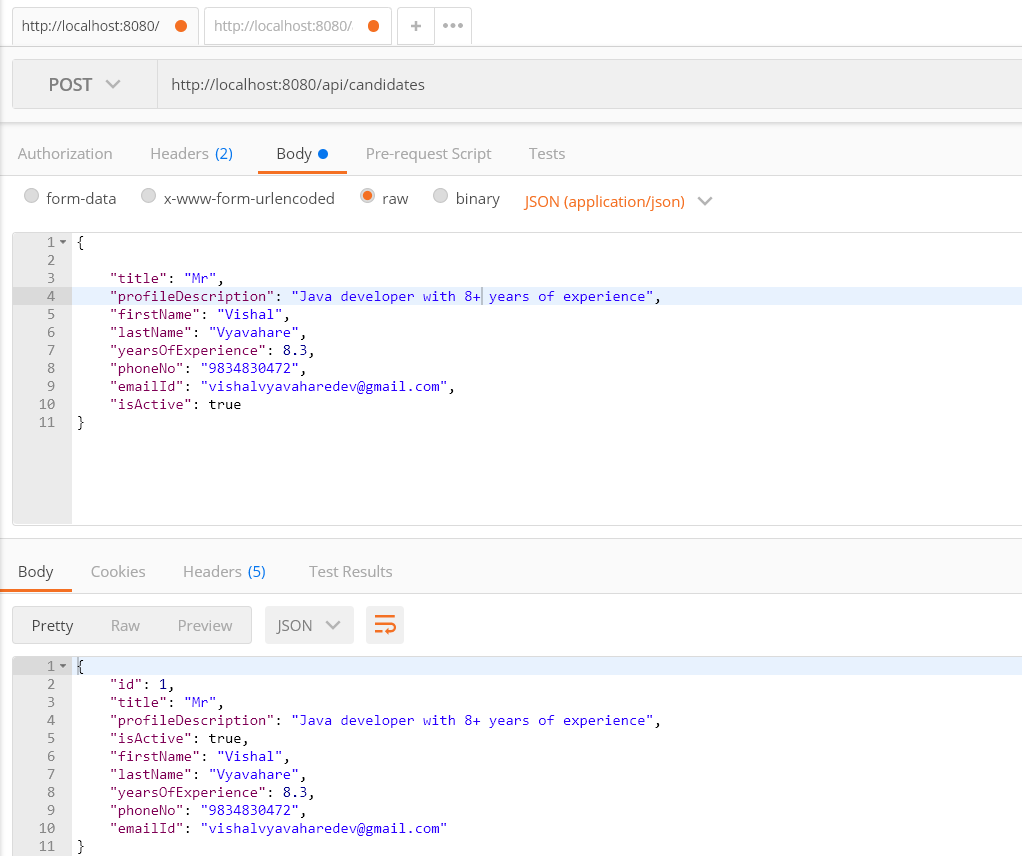 http://localhost:8080/ http://localhost:8080/. + •••
POST http://localhost:8080/api/candidates
Authorization Headers (2) Body Pre-request Script Tests
form-data x-www-form-urlencoded raw binary JSON (application/json)
1 {
2
3 "title": "Mr",
4 "profileDescription": "Java developer with 8+ years of experience",
5 "firstName": "Vishal",
6 "lastName": "Vyavahare",
7 "yearsOfExperience": 8.3,
8 "phoneNo": "9834830472",
9 "emailId": "vishalvyavaharedev@gmail.com",
10 "isActive": true
11 }
Body Cookies Headers (5) Test Results
Pretty Raw Preview JSON
1 {
2 "id": 1,
3 "title": "Mr",
4 "profileDescription": "Java developer with 8+ years of experience",
5 "isActive": true,
6 "firstName": "Vishal",
7 "lastName": "Vyavahare",
8 "yearsOfExperience": 8.3,
9 "phoneNo": "9834830472",
10 "emailId": "vishalvyavaharedev@gmail.com"
11 }